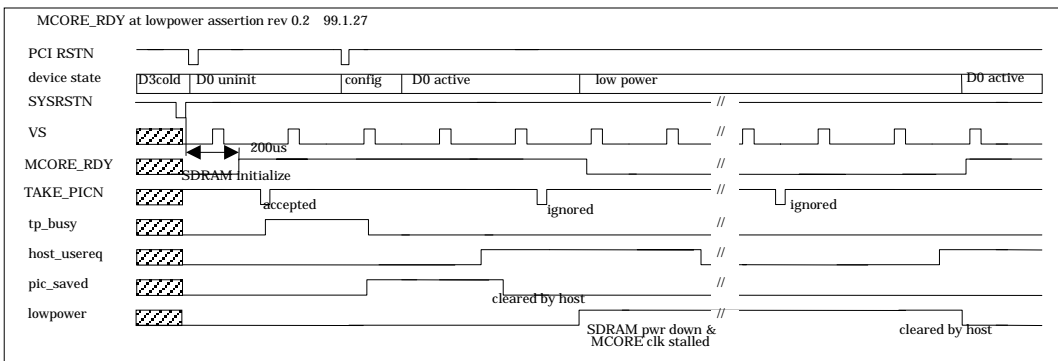 MCORE_RDY at lowpower assertion rev 0.2 99.1.27
PCI RSTN
device state D3cold D0 uninit config D0 active low power D0 active
SYSRSTN //
VS //
200us
MCORE_RDY //
SDRAM initialize
TAKE_PICN //
accepted ignored ignored
tp_busy //
host_usereq //
pic_saved //
cleared by host
lowpower //
SDRAM pwr down & cleared by host
MCORE clk stalled